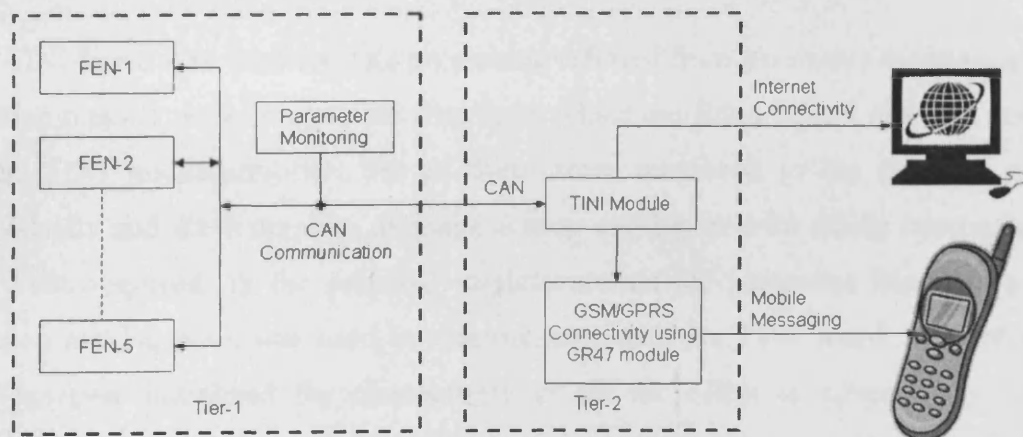 FEN-1
FEN-2
FEN-5
Parameter
Monitoring
CAN
Communication
Tier-1
CAN
TINI Module
GSM/GPRS
Connectivity using
GR47 module
Tier-2
Internet
Connectivity
Mobile
Messaging